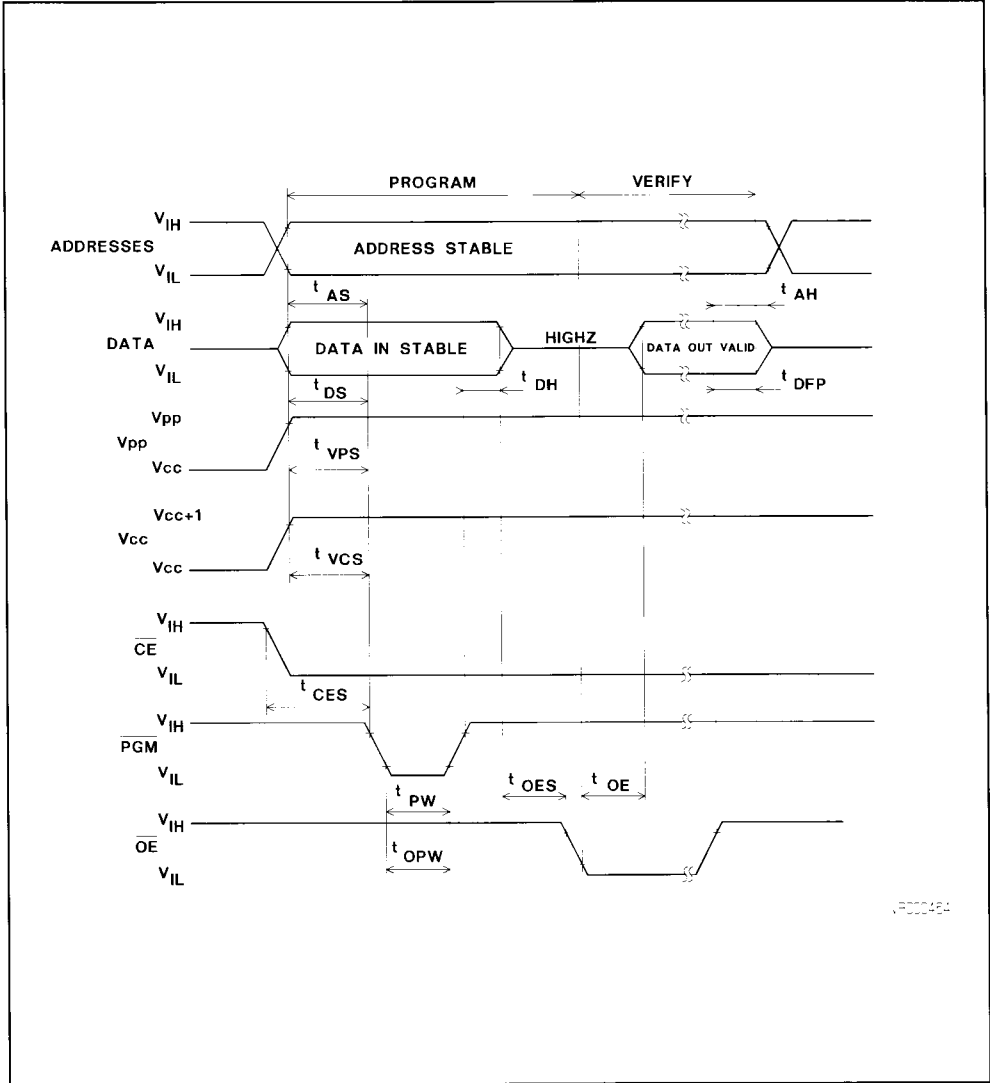 PROGRAM VERIFY
VIH
ADDRESSES ADDRESS STABLE
VIL
t AS t AH
VIH
DATA DATA IN STABLE HIGHZ DATA OUT VALID
VIL
t DS t DH t DFP
Vpp
Vpp
t VPS
Vcc
Vcc+1
Vcc
t VCS
Vcc
VIH
CE
VIL
t CES
VIH
PGM
VIL
t PW t OES t OE
VIH
OE
t OPW
VIL